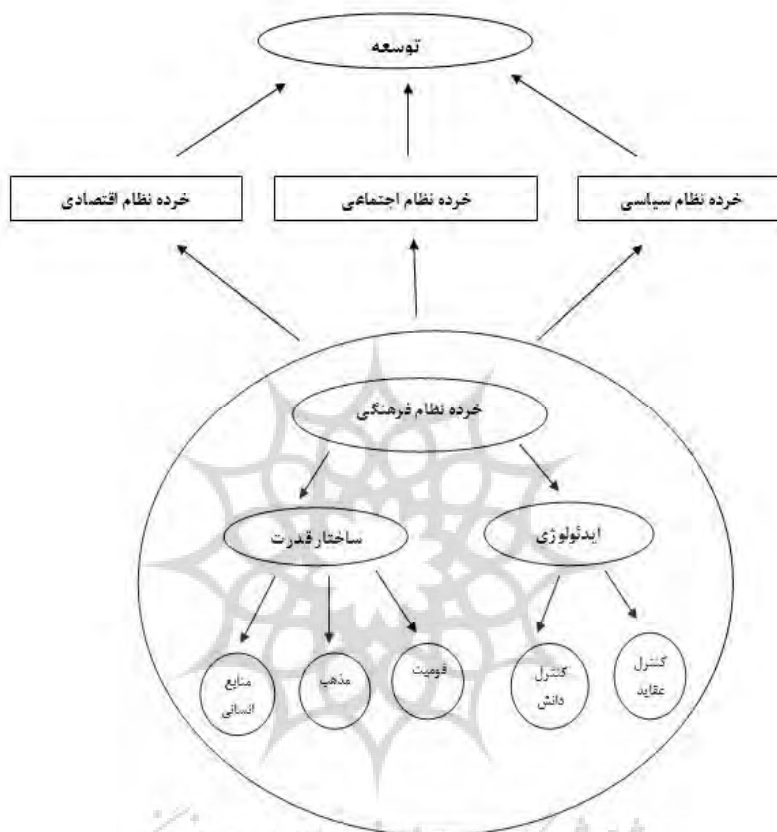 توسعه
خرده نظام سیاسی
خرده نظام اجتماعی
خرده نظام اقتصادی
خرده نظام فرهنگی
ایدئولوژی
ساختار قدرت
کنترل
عقاید
کنترل
دانش
قومیت
مذهب
منابع
انسانی